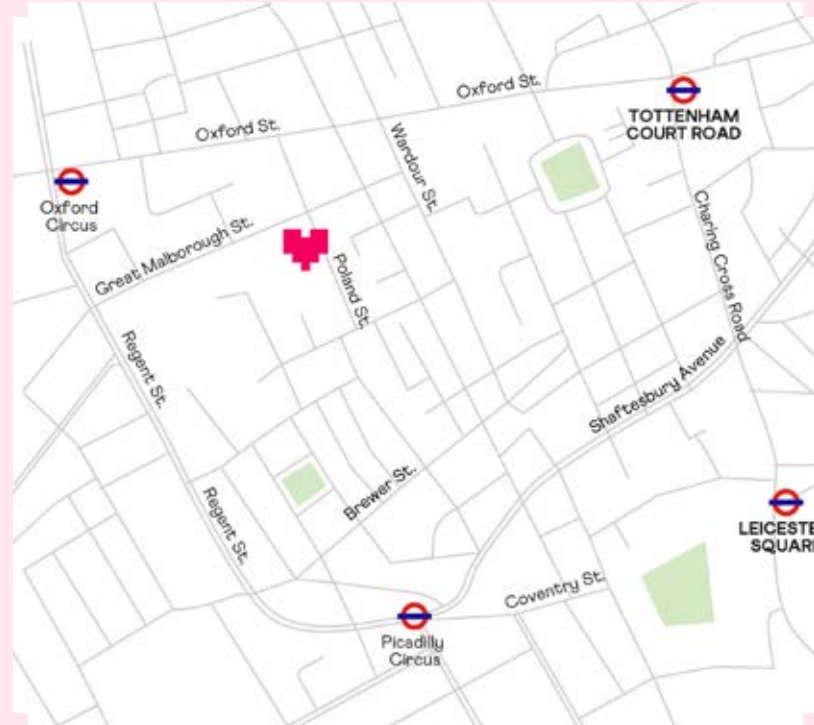 Oxford St.
TOTTENHAM
COURT ROAD
Oxford St.
Wardour St.
Oxford
Circus
Great Malborough St.
Charing Cross Road
Poland St.
Regent St.
Shaftesbury Avenue
Brewer St.
Regent St.
LEICESTE
SQUAR
Coventry St.
Picadilly
Circus